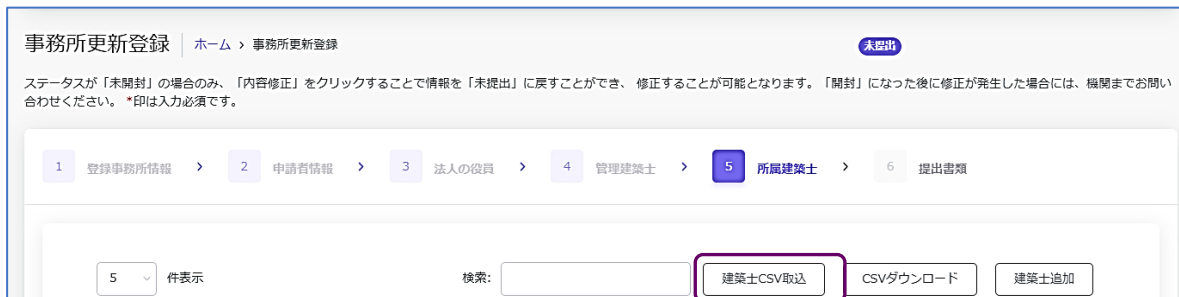 事務所更新登録 ホーム › 事務所更新登録 未提出
ステータスが「未開封」の場合のみ、「内容修正」をクリックすることで情報を「未提出」に戻すことができ、 修正することが可能となります。「開封」になった後に修正が発生した場合には、機関までお問い
合わせください。 *印は入力必須です。
1 登録事務所情報 › 2 申請者情報 › 3 法人の役員 › 4 管理建築士 › 5 所属建築士 › 6 提出書類
5 件表示 検索: 建築士CSV取込 CSVダウンロード 建築士追加